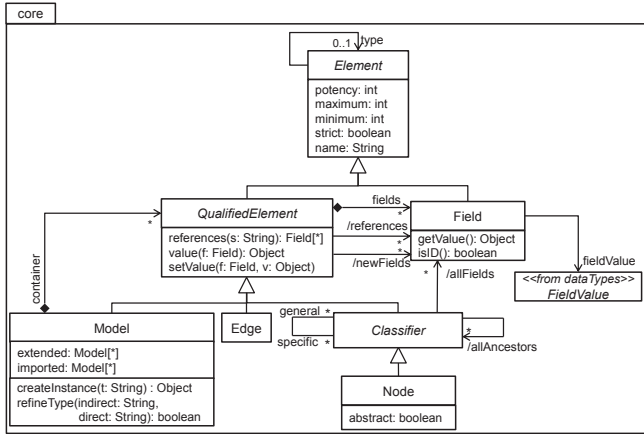 core
0..1 type
Element
potency: int
maximum: int
minimum: int
strict: boolean
name: String
QualifiedElement
references(s: String): Field[*]
value(f: Field): Object
setValue(f: Field, v: Object)
fields
*
/references
*
*
/newFields
Field
getValue(): Object
isID(): boolean
* /allFields
fieldValue
<<from dataTypes>>
FieldValue
container
*
Model
extended: Model[*]
imported: Model[*]
createInstance(t: String) : Object
refineType(indirect: String,
direct: String): boolean
Edge
general *
specific *
Classifier
*
/allAncestors
Node
abstract: boolean